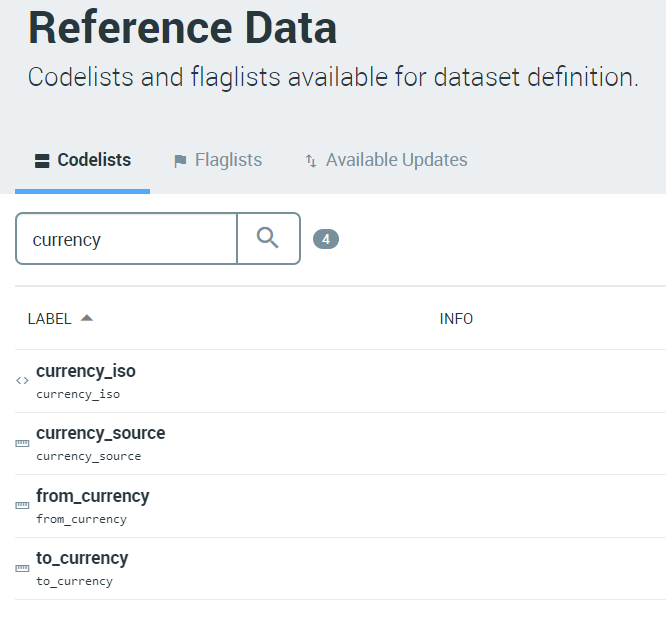 Reference Data
Codelists and flaglists available for dataset definition.
Codelists Flaglists Available Updates
currency 4
LABEL INFO
currency_iso
currency_iso
currency_source
currency_source
from_currency
from_currency
to_currency
to_currency